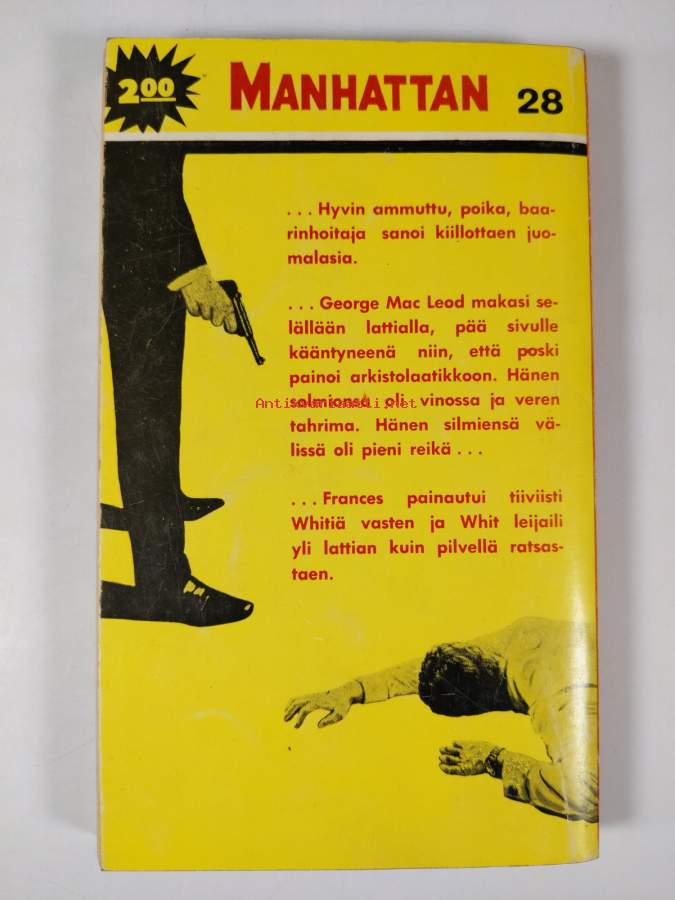 2.00
MANHATTAN 28
. . . Hyvin ammuttu, poika, baa-
rinhoitaja sanoi kiillottaen juo-
malasia.
. . . George Mac Leod makasi se-
lällään lattialla, pää sivulle
kääntyneenä niin, että poski
painoi arkistolaatikkoon. Hänen
Antikvariaatti.net
solmionsa oli vinossa ja veren
tahrima. Hänen silmiensä vä-
lissä oli pieni reikä . . .
. . . Frances painautui tiiviisti
Whitiä vasten ja Whit leijaili
yli lattian kuin pilvellä ratsas-
taen.